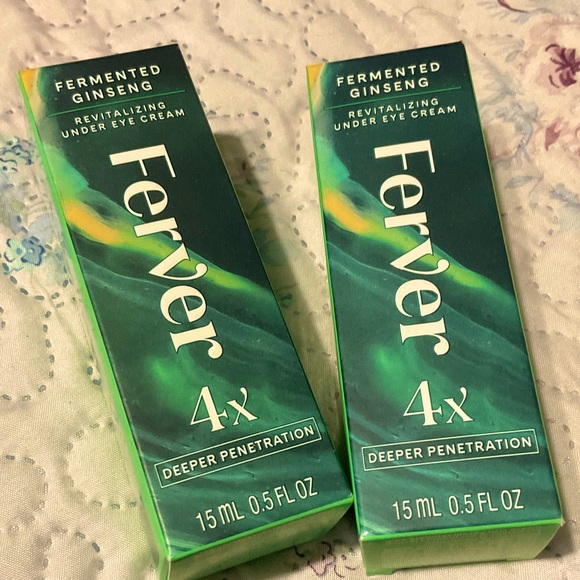 FERMENTED
GINSENG
REVITALIZING
UNDER EYE CREAM
Ferver
4x
DEEPER PENETRATION
15 mL 0.5 FL OZ
FERMENTED
GINSENG
REVITALIZING
UNDER EYE CREAM
Ferver
4x
DEEPER PENETRATION
15 mL 0.5 FL OZ